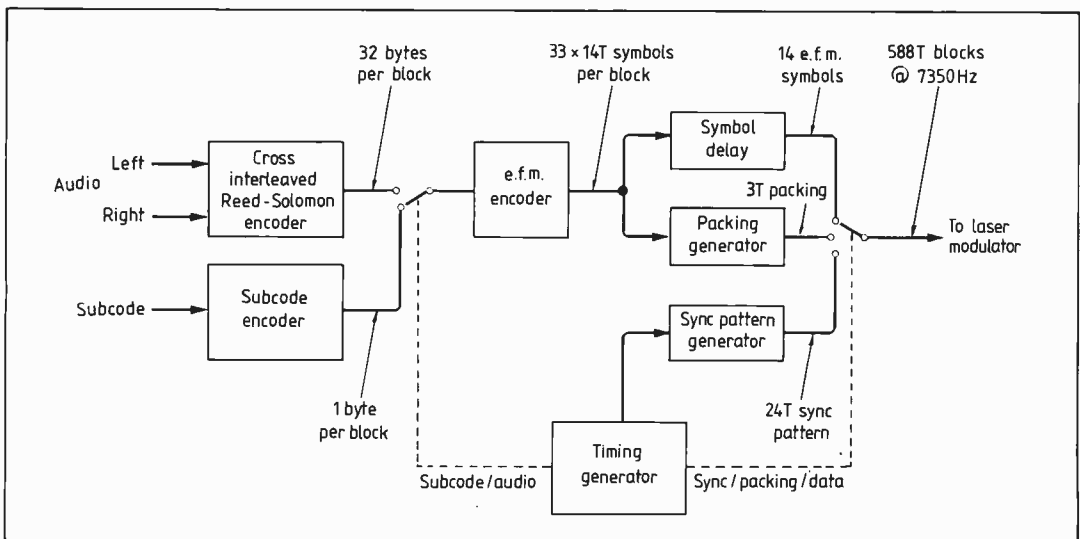 32 bytes
per block
33 × 14T symbols
per block
14 e.f.m.
symbols
588T blocks
@ 7350Hz
Left
Audio
Right
Cross
interleaved
Reed-Solomon
encoder
e.f.m.
encoder
Symbol
delay
3T packing
Packing
generator
To laser
modulator
Subcode
Subcode
encoder
Sync pattern
generator
1 byte
per block
24T sync
pattern
Timing
generator
Subcode/audio
Sync/packing/data